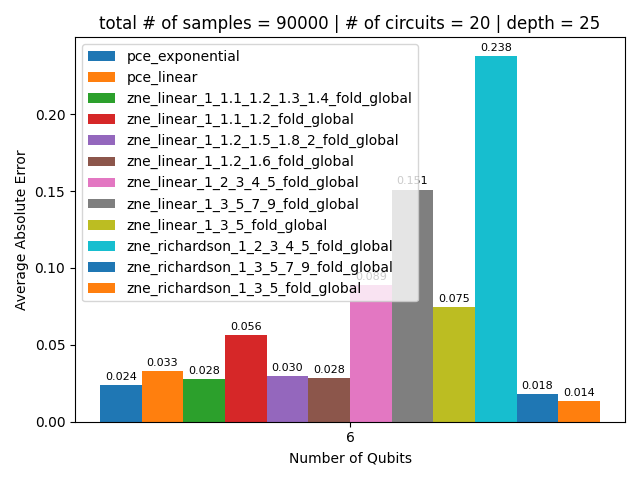 total # of samples = 90000 | # of circuits = 20 | depth = 25
pce_exponential
pce_linear
zne_linear_1_1.1_1.2_1.3_1.4_fold_global
zne_linear_1_1.1_1.2_fold_global
zne_linear_1_1.2_1.5_1.8_2_fold_global
zne_linear_1_1.2_1.6_fold_global
zne_linear_1_2_3_4_5_fold_global
zne_linear_1_3_5_7_9_fold_global
zne_linear_1_3_5_fold_global
zne_richardson_1_2_3_4_5_fold_global
zne_richardson_1_3_5_7_9_fold_global
zne_richardson_1_3_5_fold_global
0.024
0.033
0.028
0.056
0.030
0.028
0.089
0.151
0.075
0.238
0.018
0.014
Average Absolute Error
0.20
0.15
0.10
0.05
0.00
6
Number of Qubits